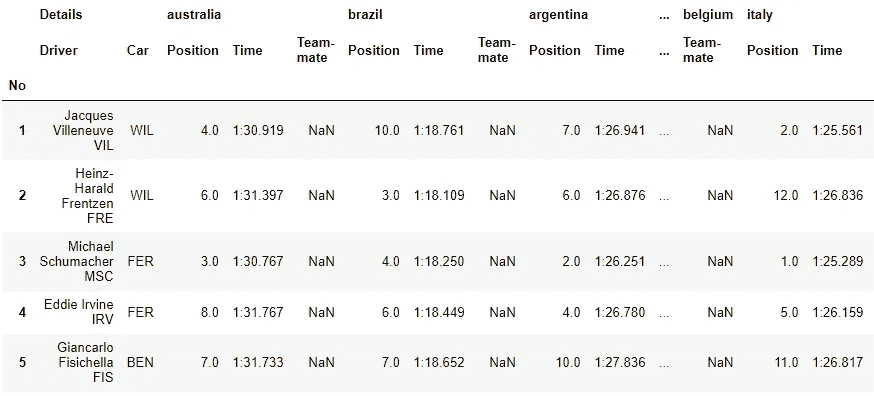 Details australia brazil argentina ... belgium italy
Driver Car Position Time Team-mate Position Time Team-mate Position Time ... Team-mate Position Time
No
1 Jacques Villeneuve VIL WIL 4.0 1:30.919 NaN 10.0 1:18.761 NaN 7.0 1:26.941 ... NaN 2.0 1:25.561
2 Heinz-Harald Frentzen FRE WIL 6.0 1:31.397 NaN 3.0 1:18.109 NaN 6.0 1:26.876 ... NaN 12.0 1:26.836
3 Michael Schumacher MSC FER 3.0 1:30.767 NaN 4.0 1:18.250 NaN 2.0 1:26.251 ... NaN 1.0 1:25.289
4 Eddie Irvine IRV FER 8.0 1:31.767 NaN 6.0 1:18.449 NaN 4.0 1:26.780 ... NaN 5.0 1:26.159
5 Giancarlo Fisichella FIS BEN 7.0 1:31.733 NaN 7.0 1:18.652 NaN 10.0 1:27.836 ... NaN 11.0 1:26.817